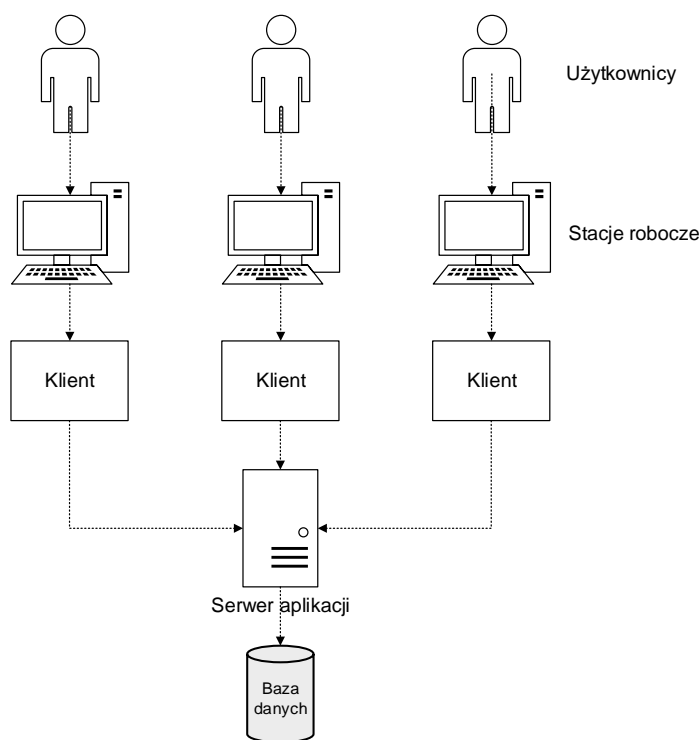 Użytkownicy
Stacje robocze
Klient
Klient
Klient
Serwer aplikacji
Baza
danych